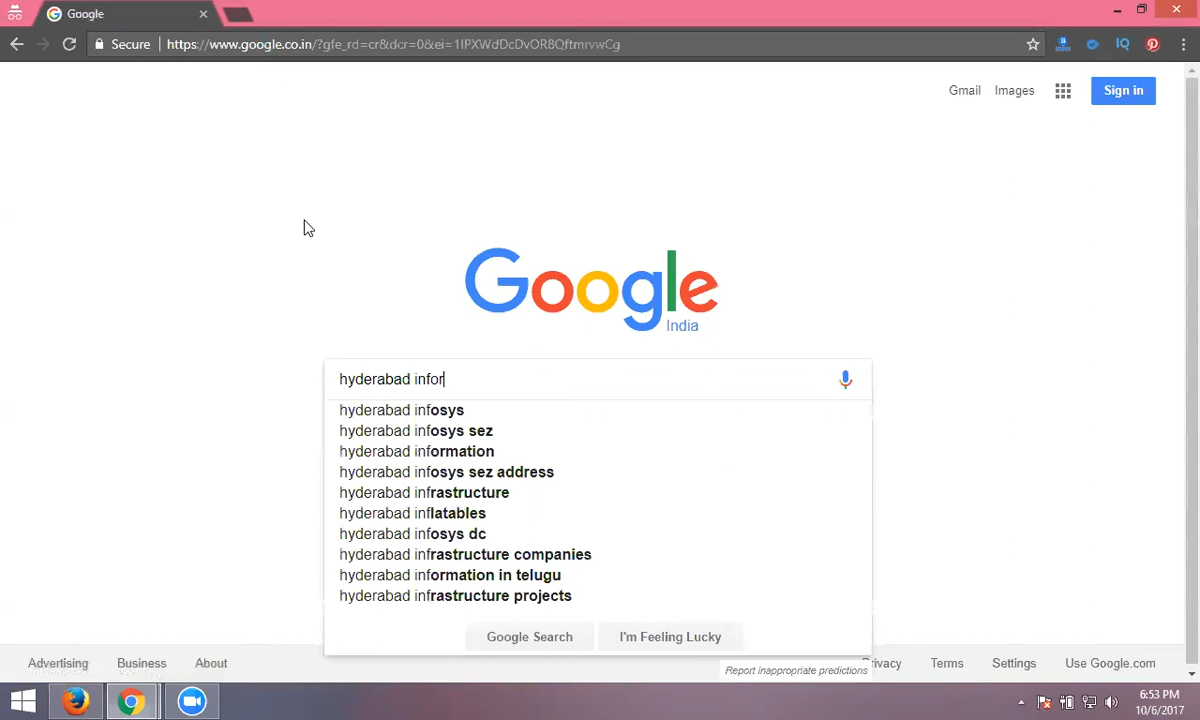 Google
Secure https://www.google.co.in/?gfe_rd=cr&dcr=0&ei=1IPXWdDcDvOR8QftmrvwCg
IQ
Gmail Images Sign in
Google
India
hyderabad infor
hyderabad infosys
hyderabad infosys sez
hyderabad information
hyderabad infosys sez address
hyderabad infrastructure
hyderabad inflatables
hyderabad infosys dc
hyderabad infrastructure companies
hyderabad information in telugu
hyderabad infrastructure projects
Google Search I'm Feeling Lucky
Report inappropriate predictions
Advertising Business About rivacy Terms Settings Use Google.com
6:53 PM
10/6/2017